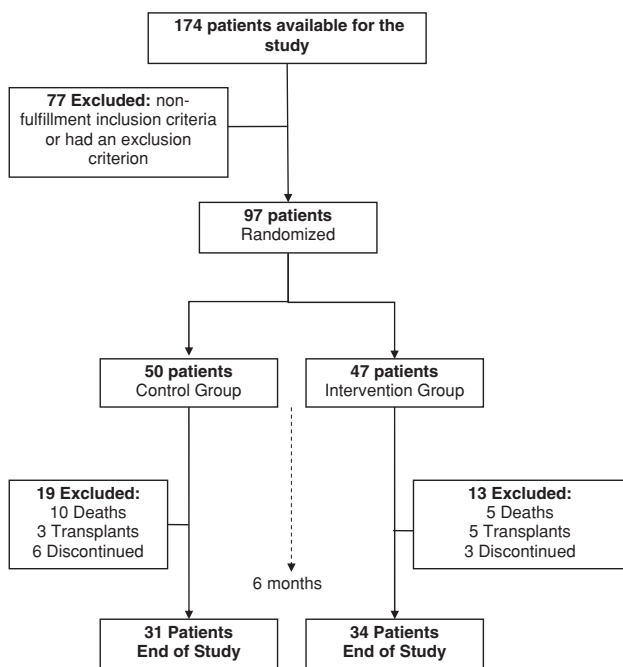 174 patients available for the
study
77 Excluded: non-
fulfillment inclusion criteria
or had an exclusion
criterion
97 patients
Randomized
50 patients
Control Group
47 patients
Intervention Group
19 Excluded:
10 Deaths
3 Transplants
6 Discontinued
13 Excluded:
5 Deaths
5 Transplants
3 Discontinued
6 months
31 Patients
End of Study
34 Patients
End of Study